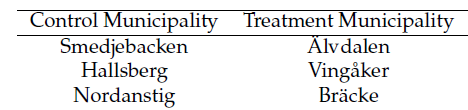 Control Municipality Treatment Municipality
Smedjebacken Älvdalen
Hallsberg Vingåker
Nordanstig Bräcke